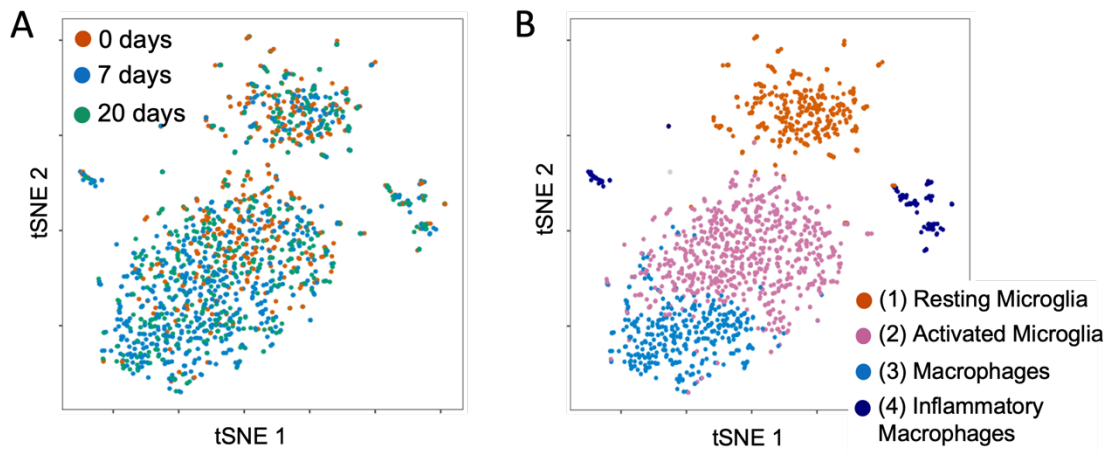 A
0 days
7 days
20 days
tSNE 2
tSNE 1
B
tSNE 2
tSNE 1
(1) Resting Microglia
(2) Activated Microglia
(3) Macrophages
(4) Inflammatory
Macrophages